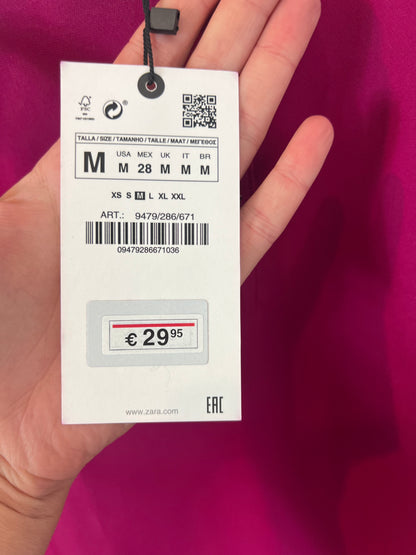 FSC
TALLA / SIZE / TAMANHO / TAILLE / MAAT / ΜΕΓΕΘΟΣ
USA MEX UK IT BR
M M 28 M M M
XS S M L XL XXL
ART.: 9479/286/671
09479286671036
€ 29 95
www.zara.com
EAC